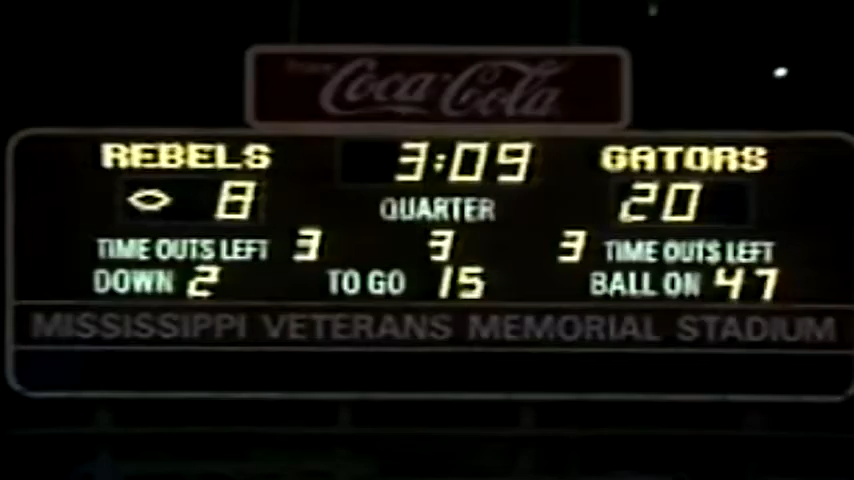 Coca-Cola
REBELS 3:09 GATORS
8 QUARTER 20
TIME OUTS LEFT 3 3 3 TIME OUTS LEFT
DOWN 2 TO GO 15 BALL ON 47
MISSISSIPPI VETERANS MEMORIAL STADIUM